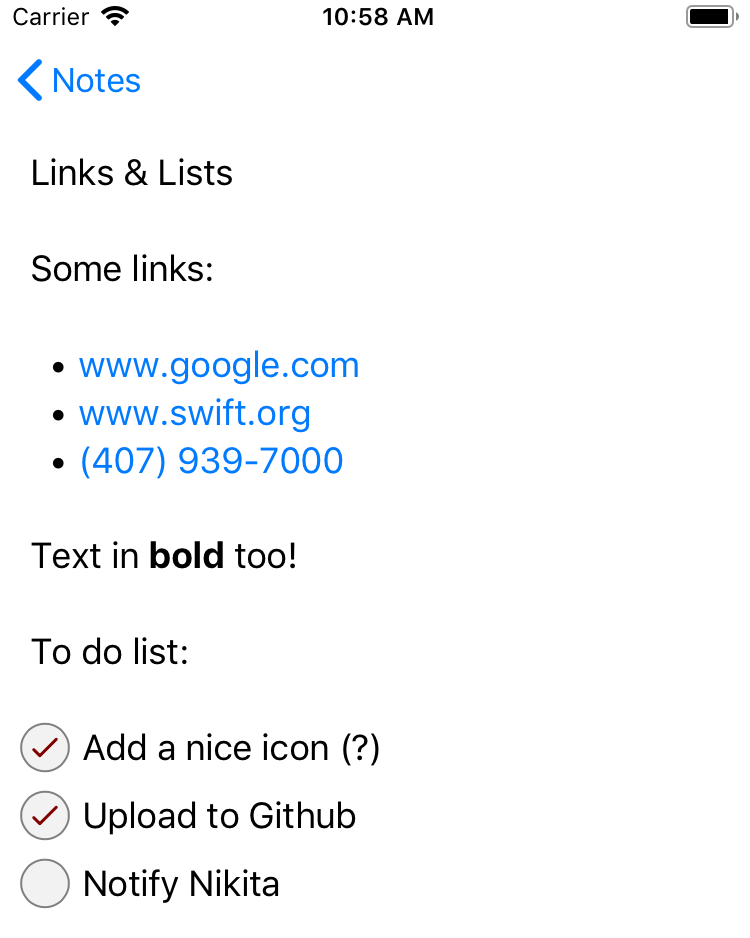 Carrier 10:58 AM
Notes
Links & Lists
Some links:
• www.google.com
• www.swift.org
• (407) 939-7000
Text in bold too!
To do list:
Add a nice icon (?)
Upload to Github
Notify Nikita